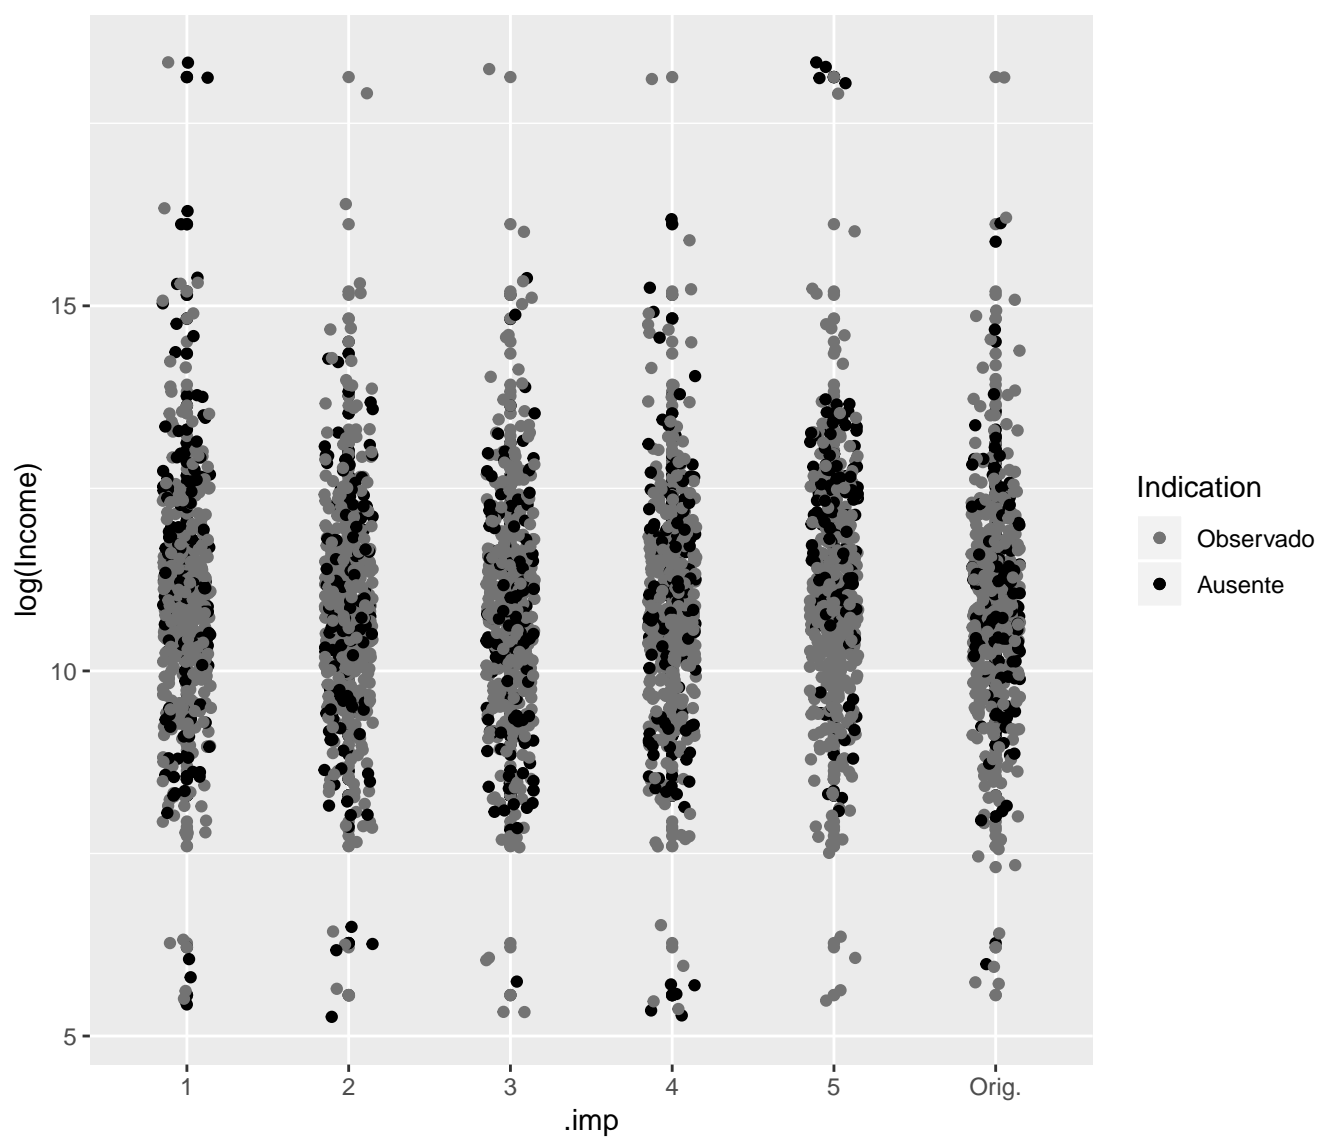 log(Income)
15
10
5
1 2 3 4 5 Orig.
.imp
Indication
Observado
Ausente